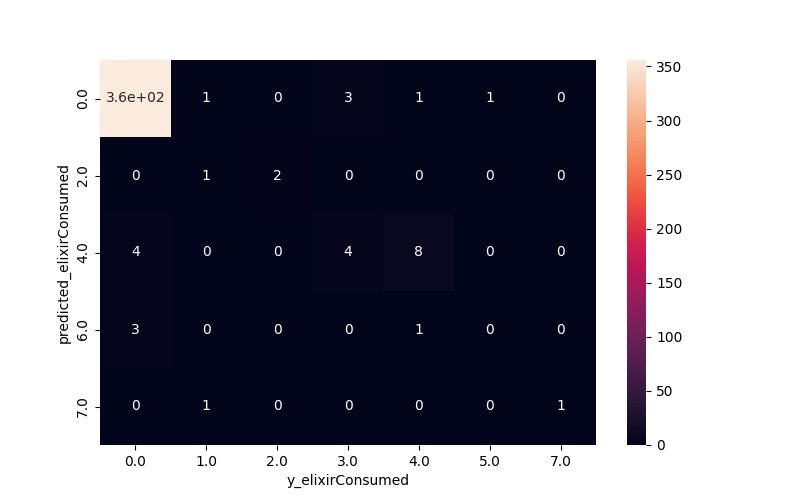 0.0 3.6e+02 1 0 3 1 1 0
2.0 0 1 2 0 0 0 0
4.0 4 0 0 4 8 0 0
6.0 3 0 0 0 1 0 0
7.0 0 1 0 0 0 0 1
0.0 1.0 2.0 3.0 4.0 5.0 7.0
y_elixirConsumed
predicted_elixirConsumed
350
300
250
200
150
100
50
0